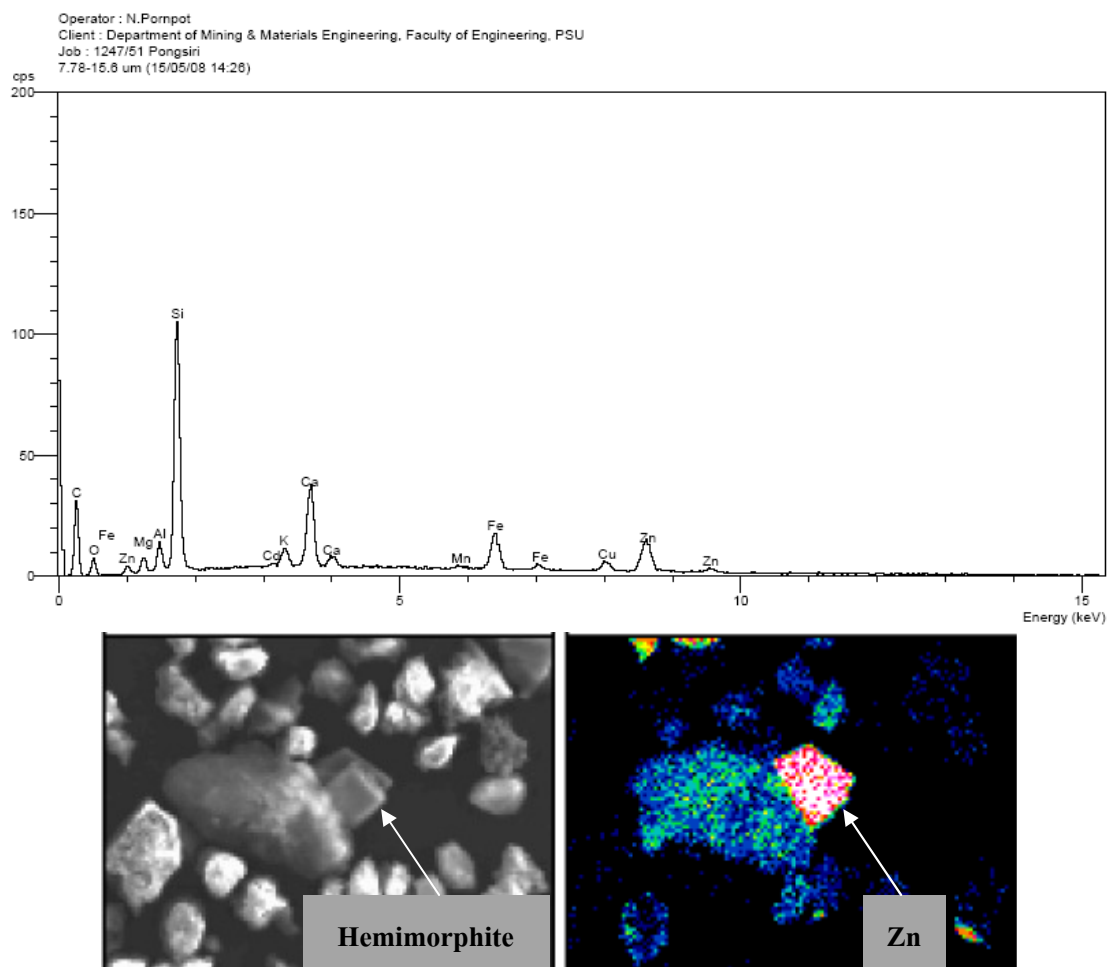 Operator : N.Pornpot
Client : Department of Mining & Materials Engineering, Faculty of Engineering, PSU
Job : 1247/51 Pongsiri
7.78-15.6 um (15/05/08 14:26)
cps
200
150
100
50
0
Si
C
O
Fe
Zn
Mg
Al
Cd
K
Ca
Ca
Mn
Fe
Fe
Cu
Zn
Zn
0
5
10
15
Energy (keV)
Hemimorphite
Zn